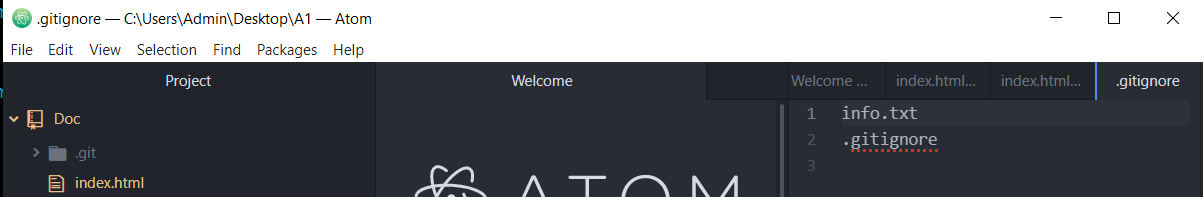 .gitignore — C:\Users\Admin\Desktop\A1 — Atom
File Edit View Selection Find Packages Help
Project
Doc
.git
index.html
Welcome
ATOM
Welcome ...
index.html...
index.html...
.gitignore
1 info.txt
2 .gitignore
3